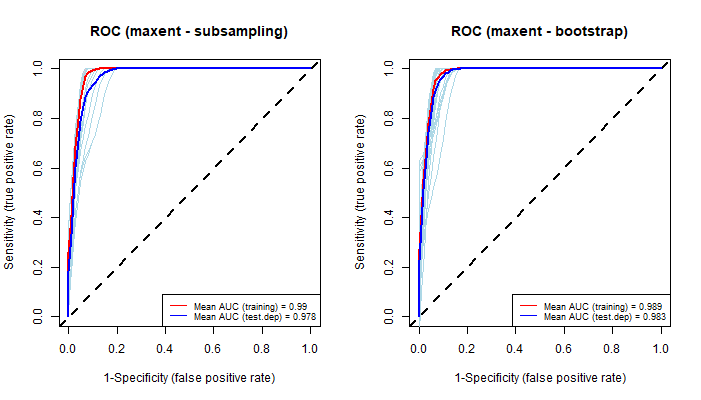 ROC (maxent - subsampling)
Sensitivity (true positive rate)
1.0
0.8
0.6
0.4
0.2
0.0
Mean AUC (training) = 0.99
Mean AUC (test.dep) = 0.978
0.0 0.2 0.4 0.6 0.8 1.0
1-Specificity (false positive rate)
ROC (maxent - bootstrap)
Sensitivity (true positive rate)
1.0
0.8
0.6
0.4
0.2
0.0
Mean AUC (training) = 0.989
Mean AUC (test.dep) = 0.983
0.0 0.2 0.4 0.6 0.8 1.0
1-Specificity (false positive rate)